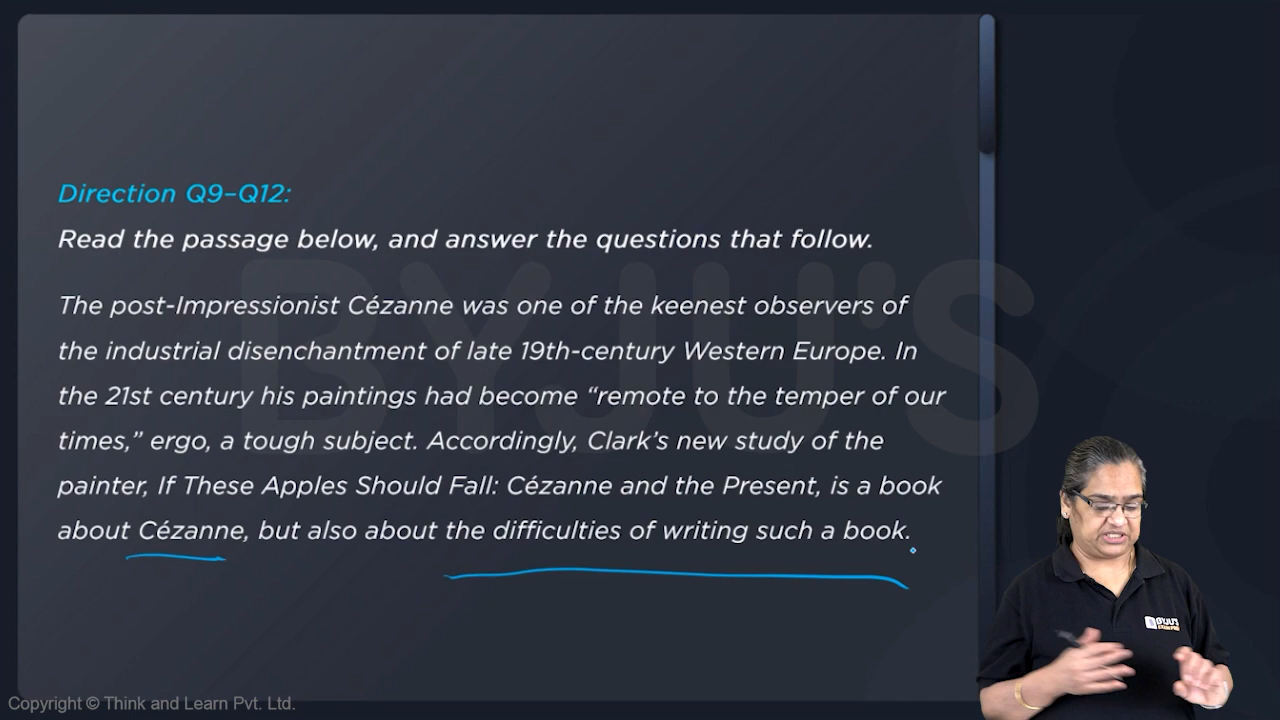 Direction Q9–Q12:
Read the passage below, and answer the questions that follow.
The post-Impressionist Cézanne was one of the keenest observers of
the industrial disenchantment of late 19th-century Western Europe. In
the 21st century his paintings had become “remote to the temper of our
times,” ergo, a tough subject. Accordingly, Clark’s new study of the
painter, If These Apples Should Fall: Cézanne and the Present, is a book
about Cézanne, but also about the difficulties of writing such a book.
BYJU'S
BYJU'S
Copyright © Think and Learn Pvt. Ltd.